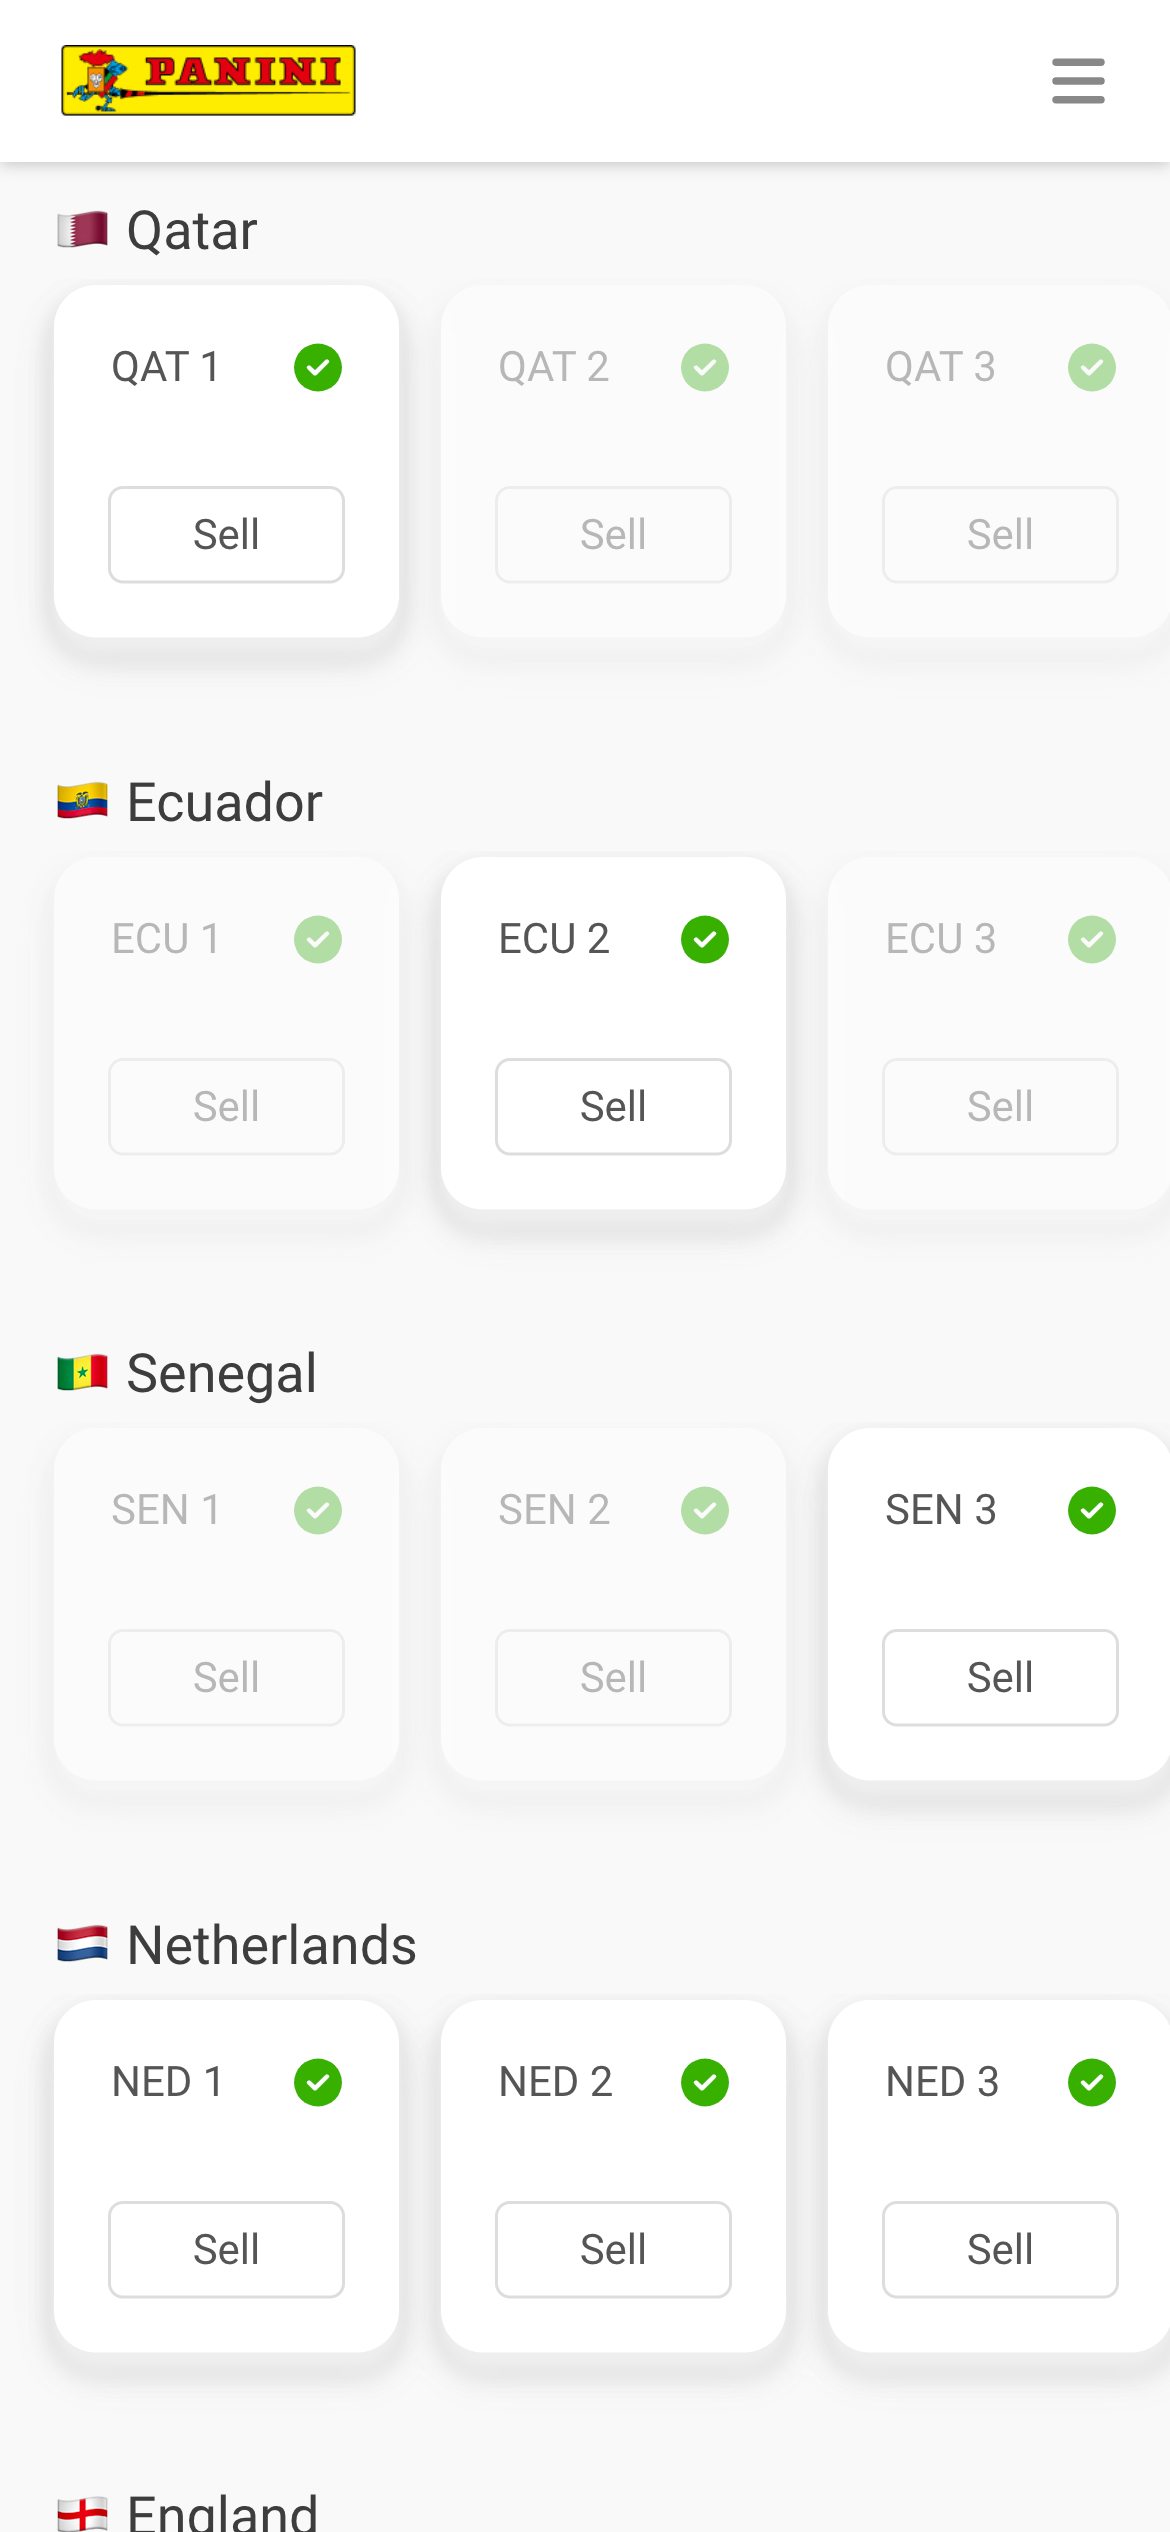 PANINI
Qatar
QAT 1
QAT 2
QAT 3
Sell
Sell
Sell
Ecuador
ECU 1
ECU 2
ECU 3
Sell
Sell
Sell
Senegal
SEN 1
SEN 2
SEN 3
Sell
Sell
Sell
Netherlands
NED 1
NED 2
NED 3
Sell
Sell
Sell
England